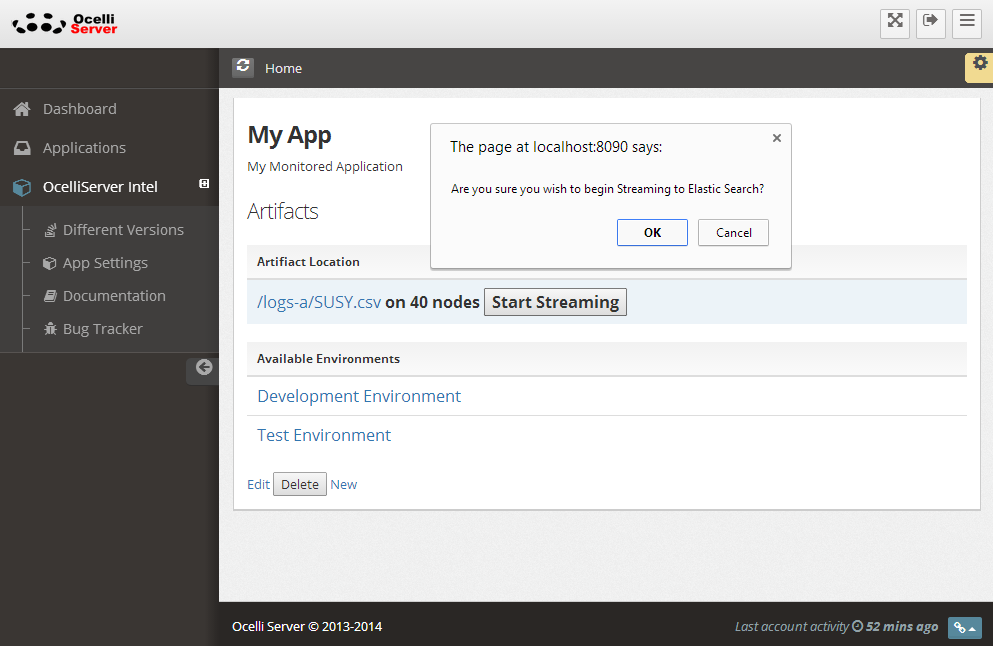 Ocelli
Server
Home
Dashboard
Applications
OcelliServer Intel
Different Versions
App Settings
Documentation
Bug Tracker
My App
My Monitored Application
The page at localhost:8090 says:
Are you sure you wish to begin Streaming to Elastic Search?
OK Cancel
Artifacts
Artifiact Location
/logs-a/SUSY.csv on 40 nodes Start Streaming
Available Environments
Development Environment
Test Environment
Edit Delete New
Ocelli Server © 2013-2014
Last account activity 52 mins ago